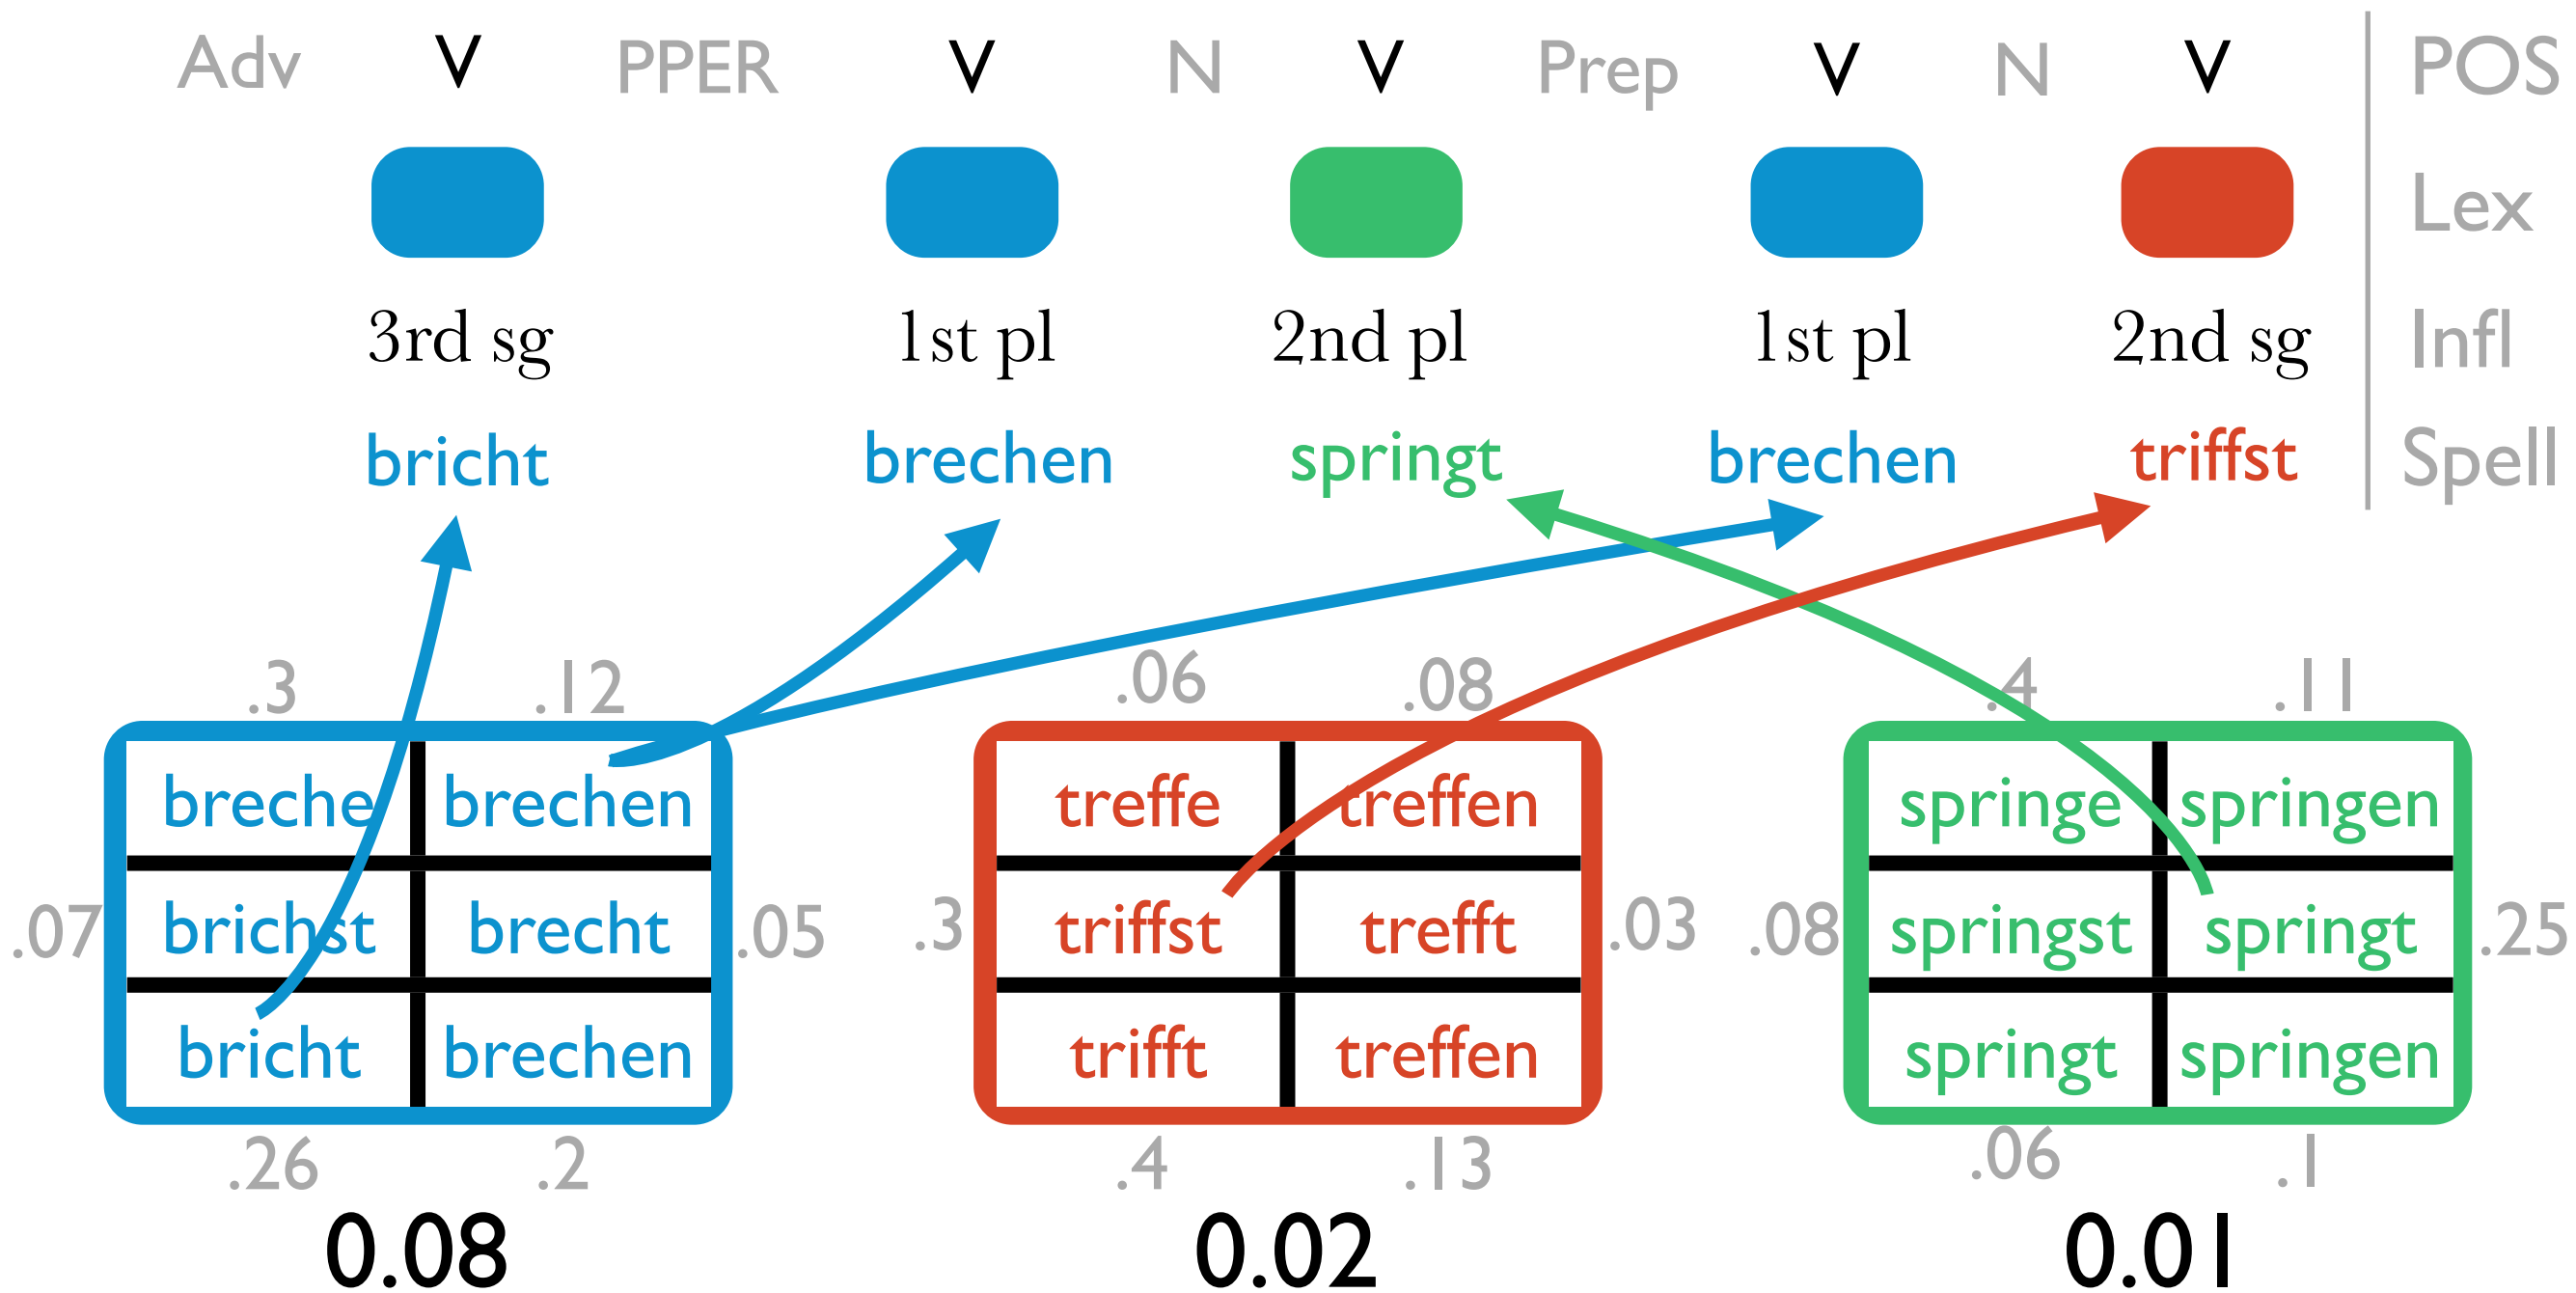 Adv V PPER V N V Prep V N V POS
Lex
3rd sg 1st pl 2nd pl 1st pl 2nd sg Infl
bricht brechen springt brechen triffst Spell
.3 .12 .06 .08 .4 .11
breche brechen treffe treffen springe springen
.07 brichst brecht .05 .3 triffst trefft .03 .08 springst springt .25
bricht brechen trifft treffen springt springen
.26 .2 .4 .13 .06 .1
0.08 0.02 0.01